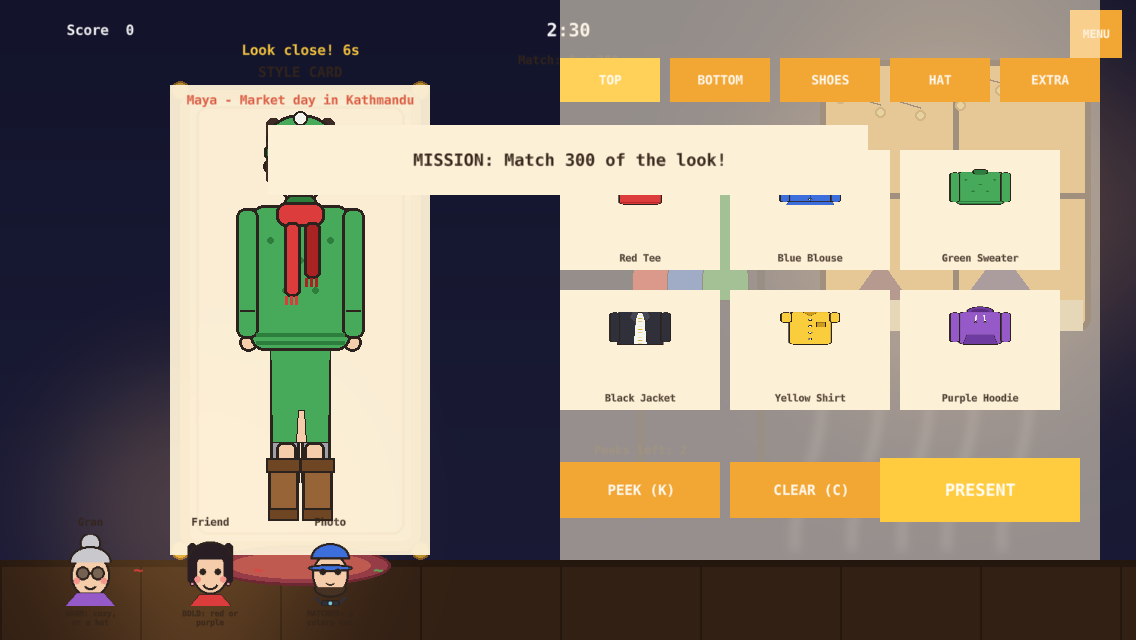 Score 0
2:30
MENU
Look close! 6s
STYLE CARD
Match:
Maya - Market day in Kathmandu
TOP
BOTTOM
SHOES
HAT
EXTRA
MISSION: Match 300 of the look!
Red Tee
Blue Blouse
Green Sweater
Black Jacket
Yellow Shirt
Purple Hoodie
PEEK (K)
CLEAR (C)
PRESENT
Gran
Friend
Photo
~
~
~
BOLD: red or
purple